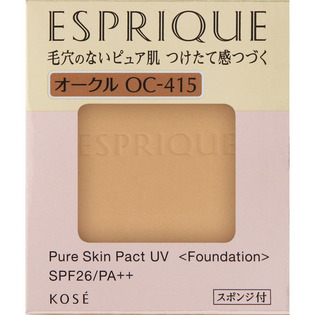 ESPRIQUE
毛穴のないピュア肌 つけたて感つづく
オークル OC-415
ESPRIQUE
Pure Skin Pact UV <Foundation>
SPF26/PA++
KOSÉ
スポンジ付